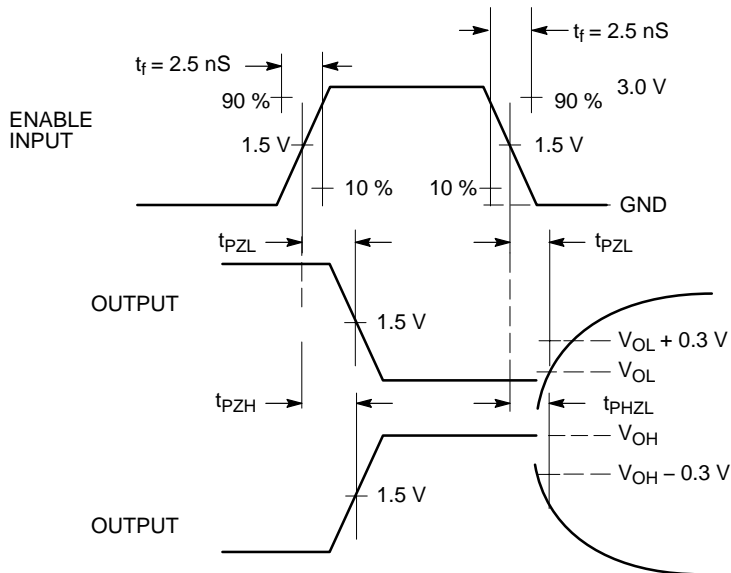 t_f = 2.5 nS
t_f = 2.5 nS
90 %
90 %
3.0 V
ENABLE
INPUT
1.5 V
1.5 V
10 %
10 %
GND
t_PZL
t_PZL
OUTPUT
1.5 V
V_OL + 0.3 V
V_OL
t_PZH
t_PHZL
V_OH
V_OH – 0.3 V
1.5 V
OUTPUT